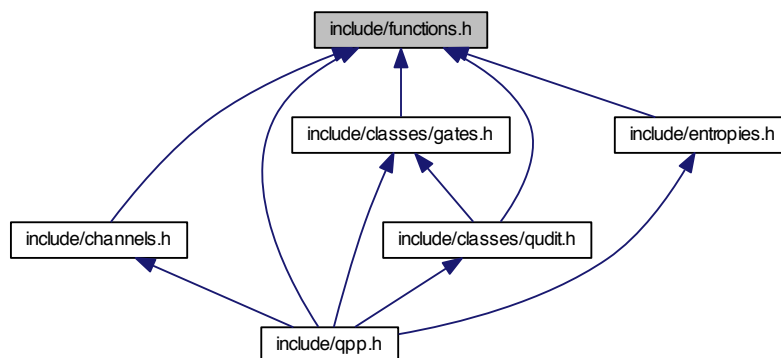 include/functions.h
include/classes/gates.h
include/entropies.h
include/channels.h
include/classes/qudit.h
include/qpp.h